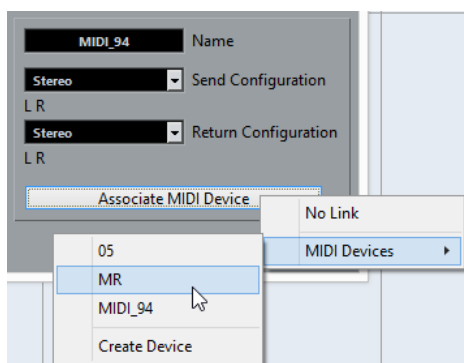 MIDI_94 Name
Stereo Send Configuration
L R
Stereo Return Configuration
L R
Associate MIDI Device
No Link
MIDI Devices
05
MR
MIDI_94
Create Device